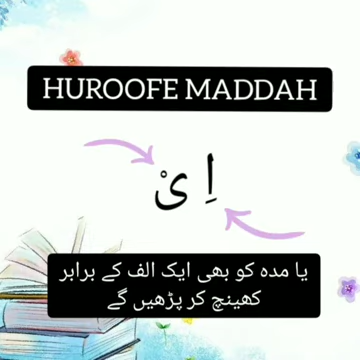 HUROOFE MADDAH
اِ یْ
یا مدہ کو بھی ایک الف کے برابر
کھینچ کر پڑھیں گے